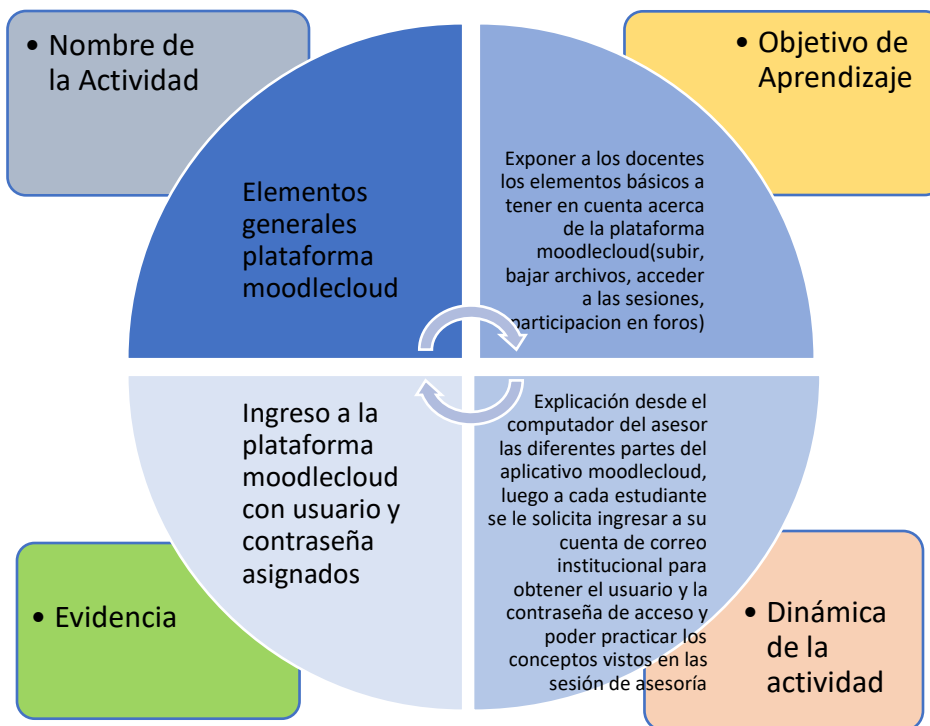 • Nombre de
la Actividad
Elementos
generales
plataforma
moodlecloud
• Objetivo de
Aprendizaje
Exponer a los docentes
los elementos básicos a
tener en cuenta acerca
de la plataforma
moodlecloud(subir,
bajar archivos, acceder
a las sesiones,
participacion en foros)
Ingreso a la
plataforma
moodlecloud
con usuario y
contraseña
asignados
• Evidencia
Explicación desde el
computador del asesor
las diferentes partes del
aplicativo moodlecloud,
luego a cada estudiante
se le solicita ingresar a su
cuenta de correo
institucional para
obtener el usuario y la
contraseña de acceso y
poder practicar los
conceptos vistos en las
sesión de asesoría
• Dinámica
de la
actividad